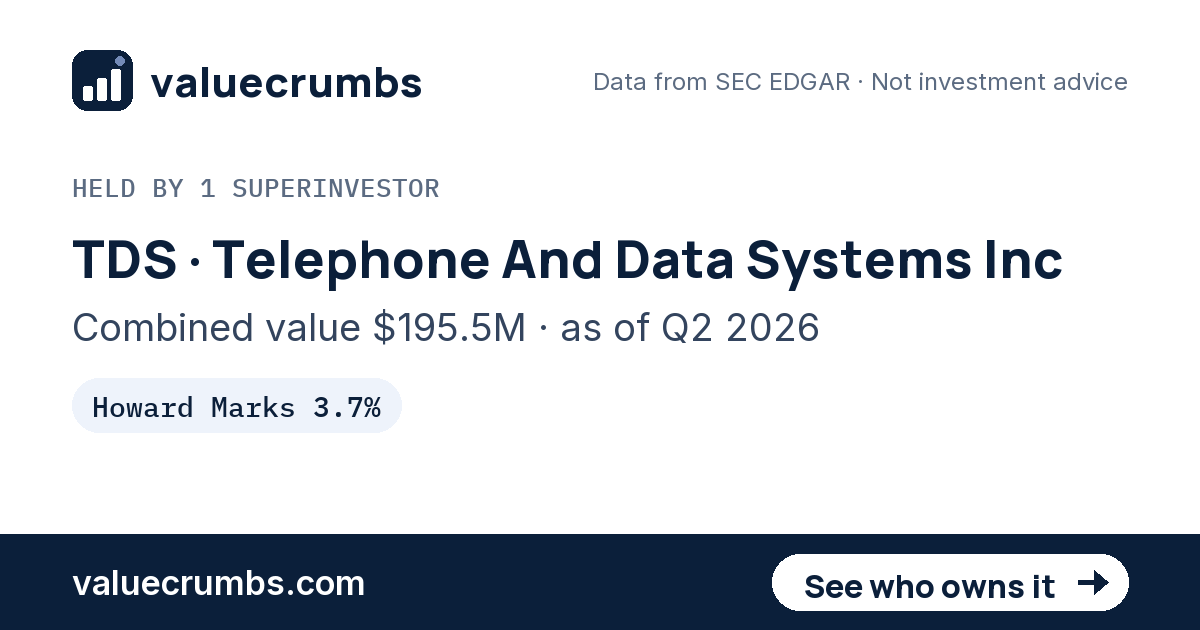 valuecrumbs
Data from SEC EDGAR · Not investment advice
HELD BY 1 SUPERINVESTOR
TDS · Telephone And Data Systems Inc
Combined value $195.5M · as of Q2 2026
Howard Marks 3.7%
valuecrumbs.com
See who owns it →